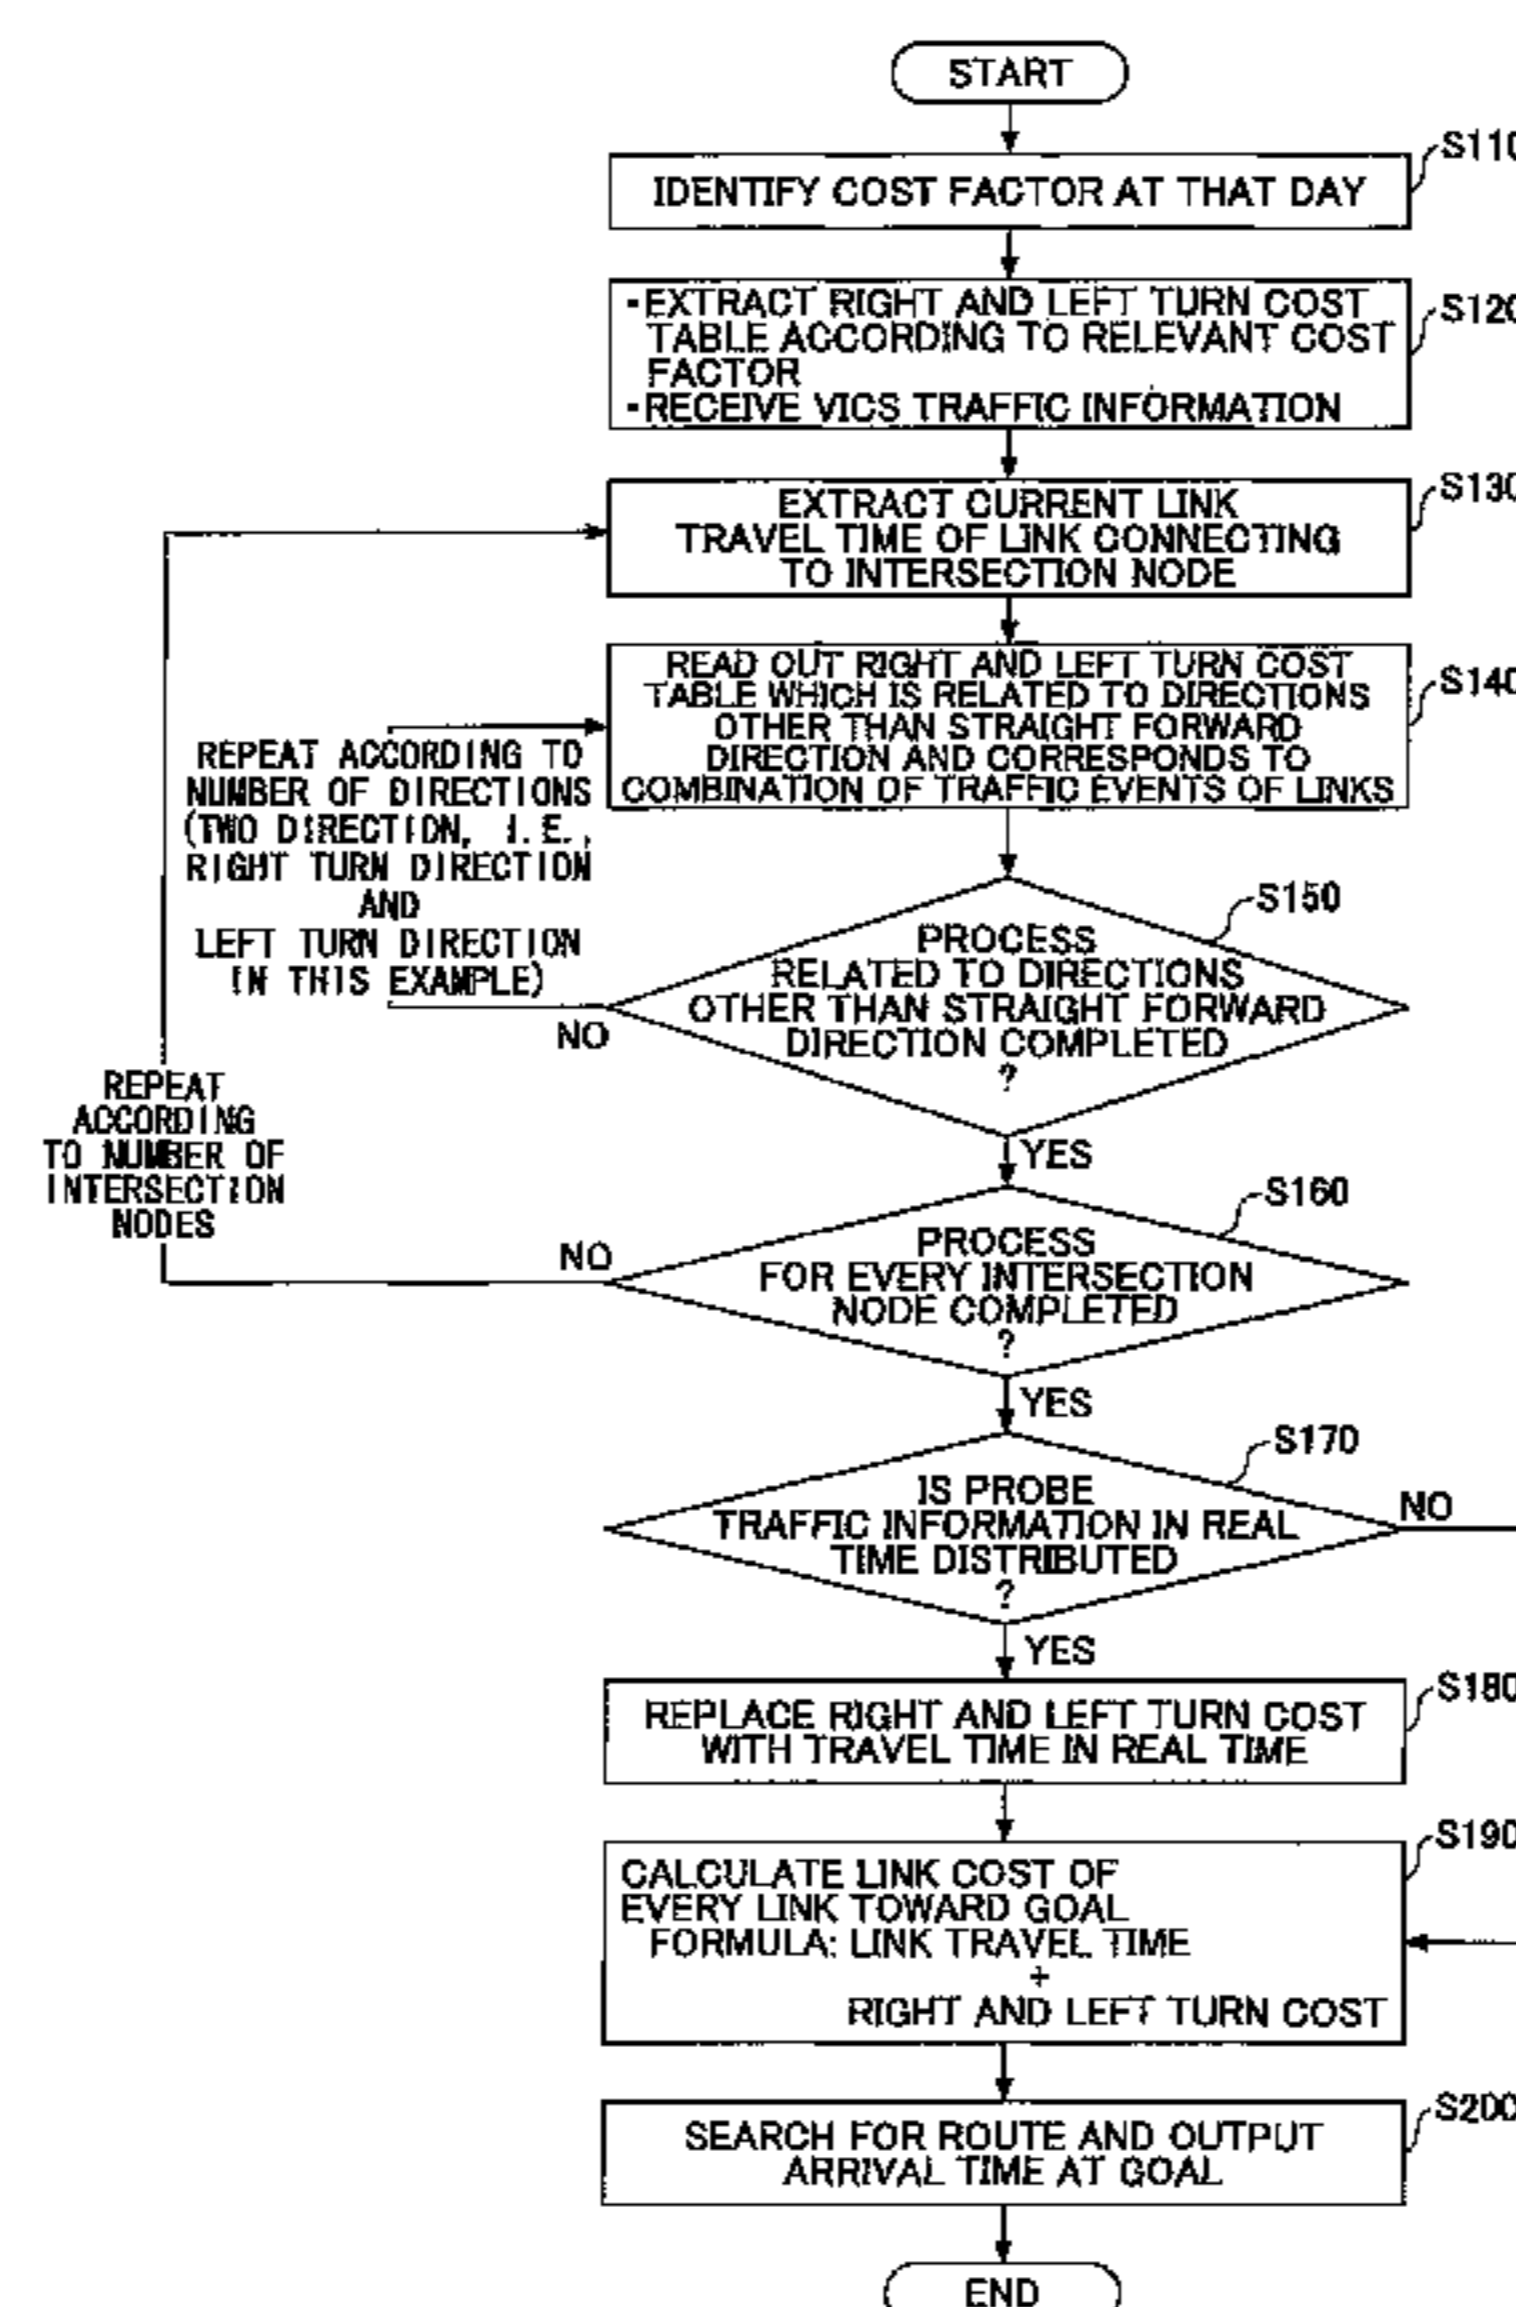 START
S110
IDENTIFY COST FACTOR AT THAT DAY
S120
▪EXTRACT RIGHT AND LEFT TURN COST
TABLE ACCORDING TO RELEVANT COST
FACTOR
▪RECEIVE VICS TRAFFIC INFORMATION
S130
EXTRACT CURRENT LINK
TRAVEL TIME OF LINK CONNECTING
TO INTERSECTION NODE
S140
READ OUT RIGHT AND LEFT TURN COST
TABLE WHICH IS RELATED TO DIRECTIONS
OTHER THAN STRAIGHT FORWARD
DIRECTION AND CORRESPONDS TO
COMBINATION OF TRAFFIC EVENTS OF LINKS
REPEAT ACCORDING TO
NUMBER OF DIRECTIONS
(TWO DIRECTION, I.E.,
RIGHT TURN DIRECTION
AND
LEFT TURN DIRECTION
IN THIS EXAMPLE)
S150
PROCESS
RELATED TO DIRECTIONS
OTHER THAN STRAIGHT FORWARD
DIRECTION COMPLETED
?
NO
YES
REPEAT
ACCORDING
TO NUMBER OF
INTERSECTION
NODES
S160
PROCESS
FOR EVERY INTERSECTION
NODE COMPLETED
?
NO
YES
S170
IS PROBE
TRAFFIC INFORMATION IN REAL
TIME DISTRIBUTED
?
NO
YES
S180
REPLACE RIGHT AND LEFT TURN COST
WITH TRAVEL TIME IN REAL TIME
S190
CALCULATE LINK COST OF
EVERY LINK TOWARD GOAL
FORMULA: LINK TRAVEL TIME
+
RIGHT AND LEFT TURN COST
S200
SEARCH FOR ROUTE AND OUTPUT
ARRIVAL TIME AT GOAL
END